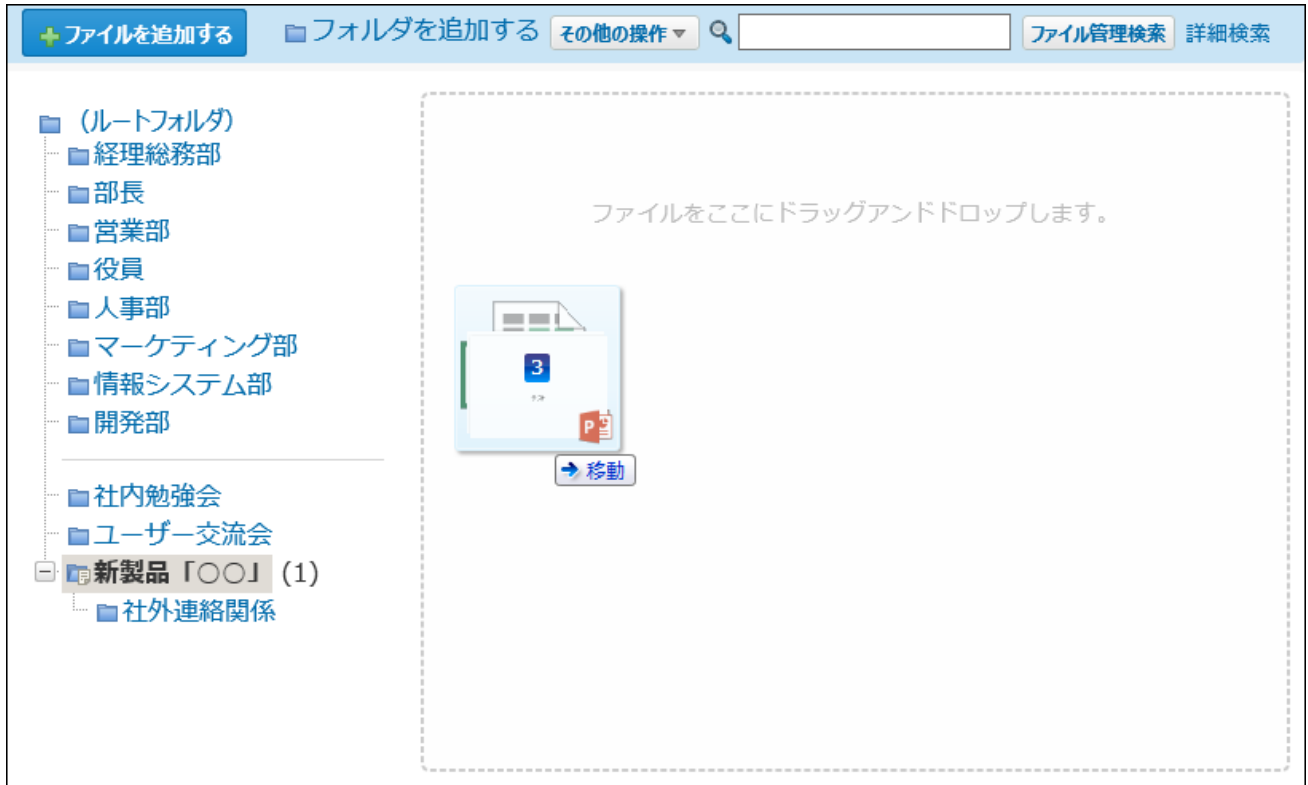 ファイルを追加する フォルダを追加する その他の操作 ファイル管理検索 詳細検索
(ルートフォルダ)
経理総務部
部長
営業部
役員
人事部
マーケティング部
情報システム部
開発部
社内勉強会
ユーザー交流会
新製品「○○」 (1)
社外連絡関係
ファイルをここにドラッグアンドドロップします。
3
P
移動